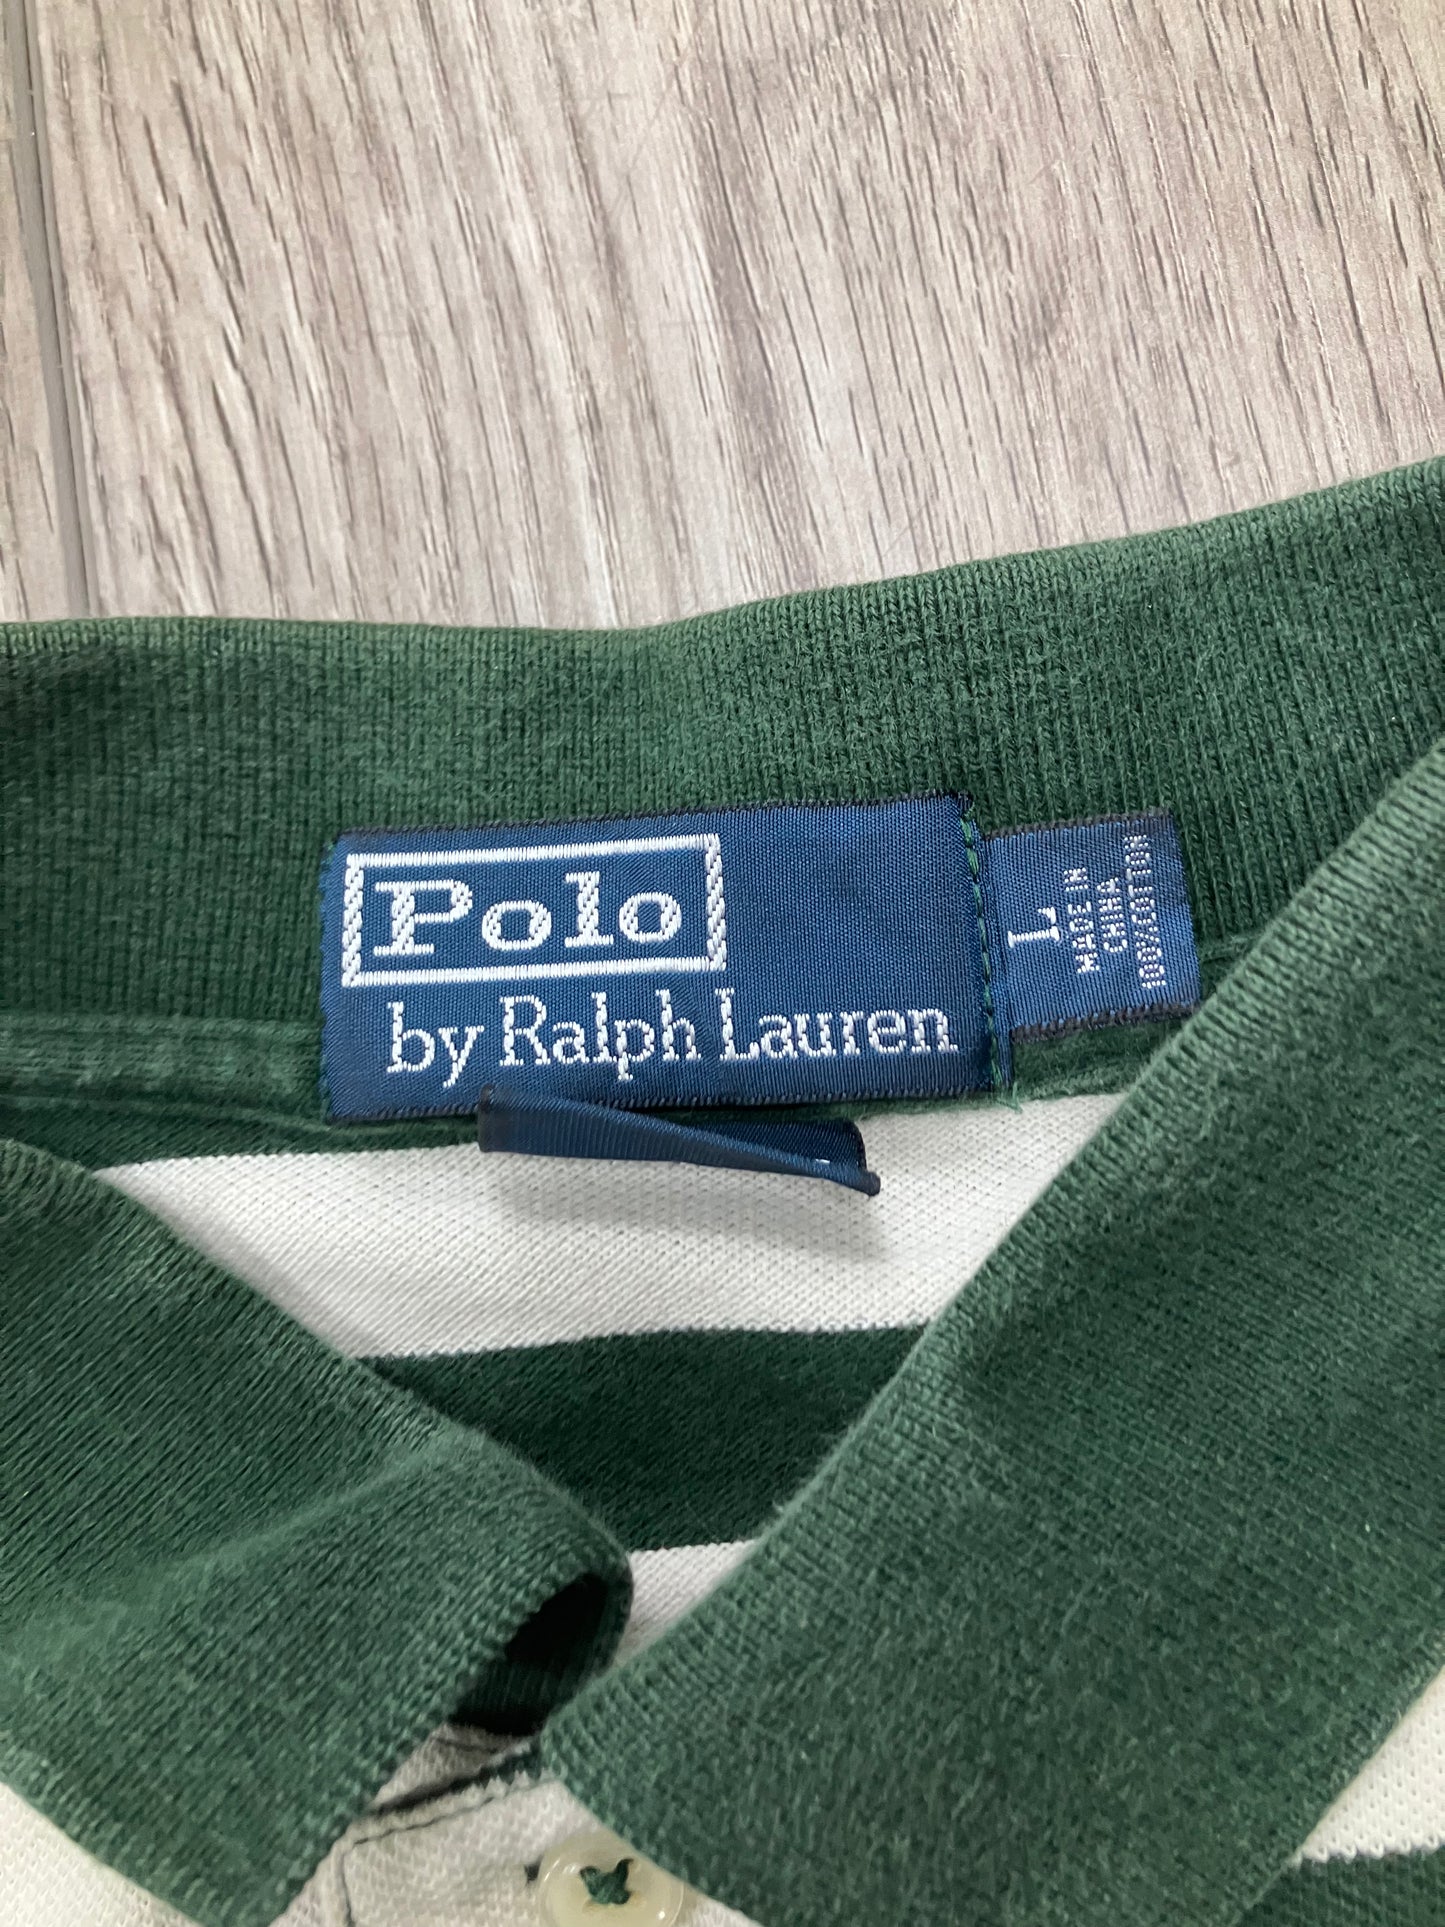 Polo
by Ralph Lauren
L
MADE IN
CHINA
100%COTTON